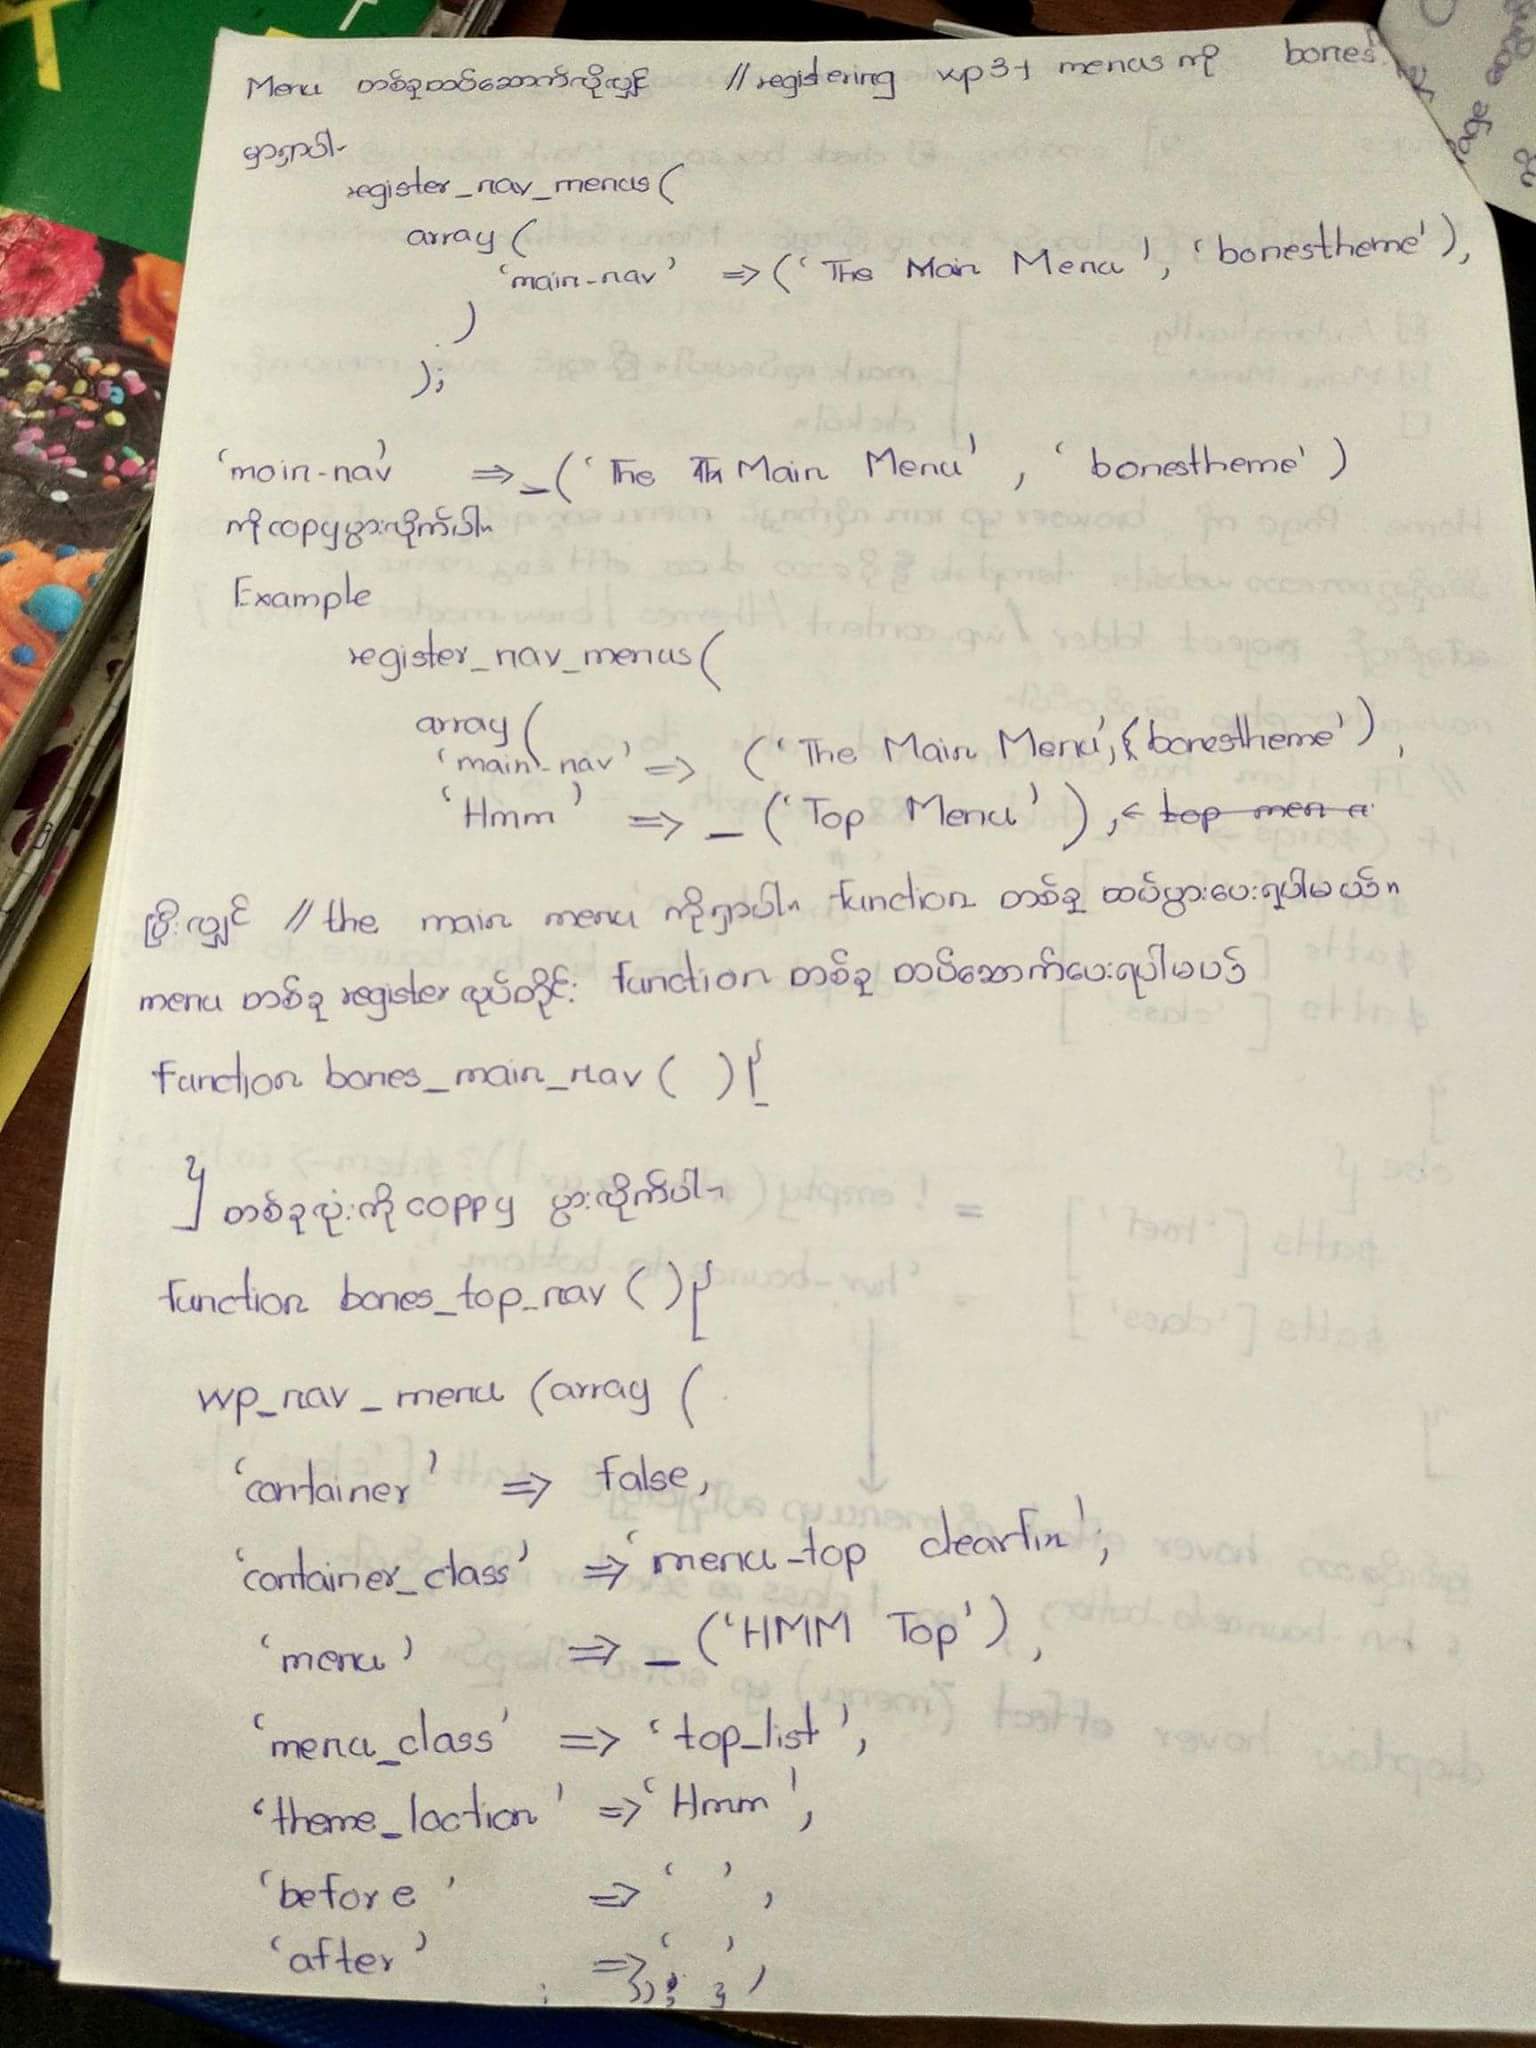 Menu တစ်ခုထပ်ဆောက်လိုလျှင် // registering wp3+ menus ကို bones
မှာရှာပါ-
register_nav_menus(
array (
'main-nav' => ('The Main Menu', 'bonestheme'),
)
);
'main-nav' => _ ('The Main Menu', 'bonestheme')
ကို copy ပွားလိုက်ပါ။
Example
register_nav_menus(
array (
'main-nav' => ('The Main Menu', 'bonestheme'),
'Hmm' => _ ('Top Menu'), < top menu
ပြီးလျှင် // the main menu ကိုရှာပါ။ function တစ်ခု ထပ်ပွားပေးရပါမယ်။
menu တစ်ခု register လုပ်တိုင်း function တစ်ခု ထပ်ဆောက်ပေးရပါမယ်
function bones_main_nav ( ) {
} တစ်ခုလုံးကို coppy ပွားလိုက်ပါ။
function bones_top_nav () {
wp_nav_menu (array (
'container' => false,
'container_class' => 'menu-top clearfix',
'menu' => _ ('HMM Top'),
'menu_class' => 'top_list',
'theme_loction' => 'Hmm',
'before' => ' ',
'after' => ' ',